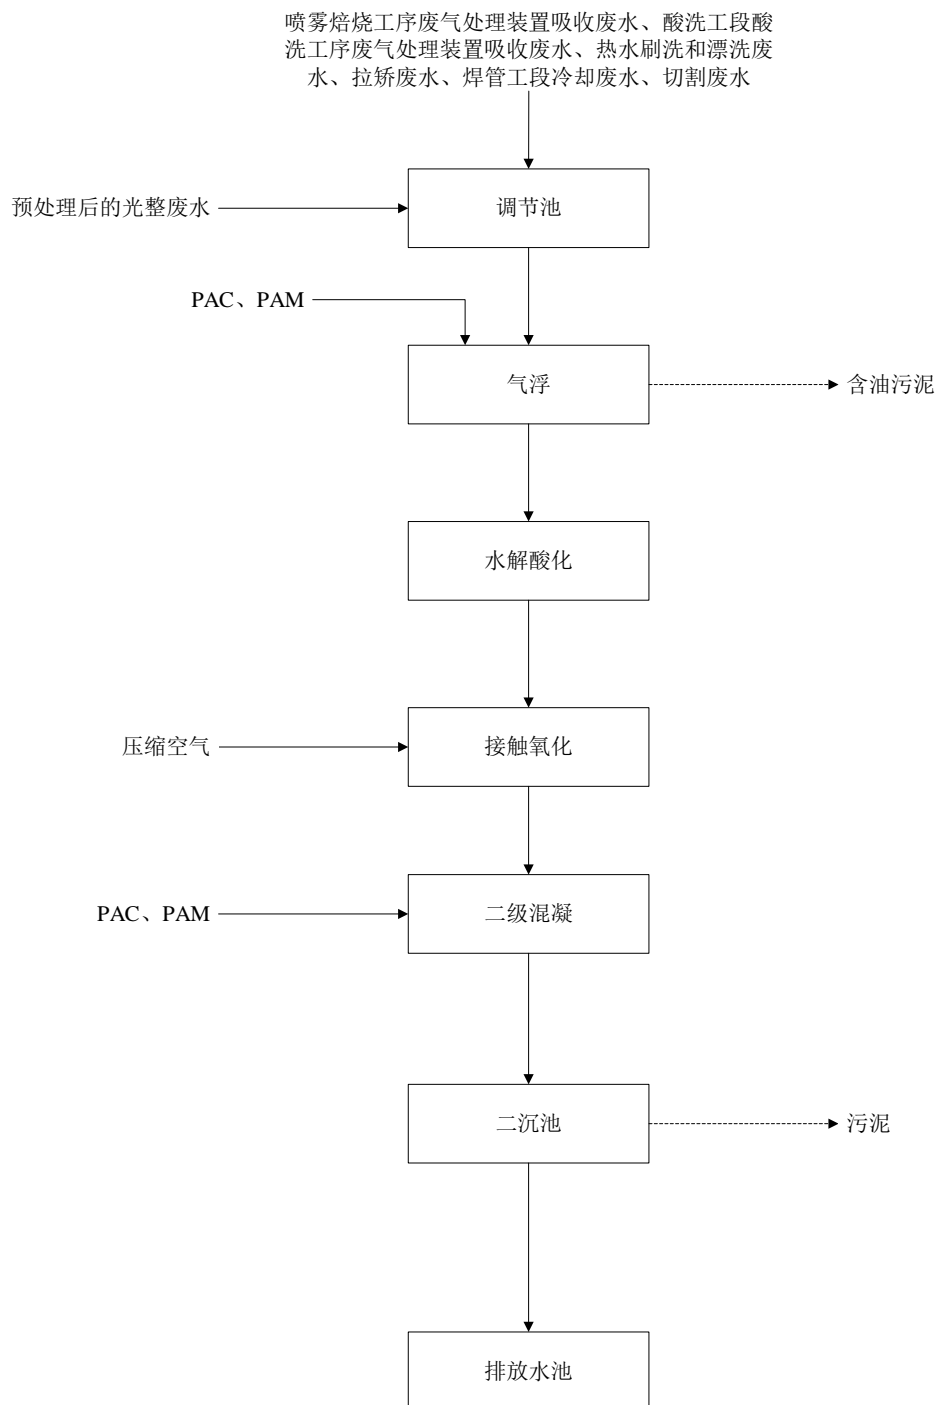 喷雾焙烧工序废气处理装置吸收废水、酸洗工段酸
洗工序废气处理装置吸收废水、热水刷洗和漂洗废
水、拉矫废水、焊管工段冷却废水、切割废水
预处理后的光整废水
调节池
PAC、PAM
气浮
含油污泥
水解酸化
压缩空气
接触氧化
PAC、PAM
二级混凝
二沉池
污泥
排放水池